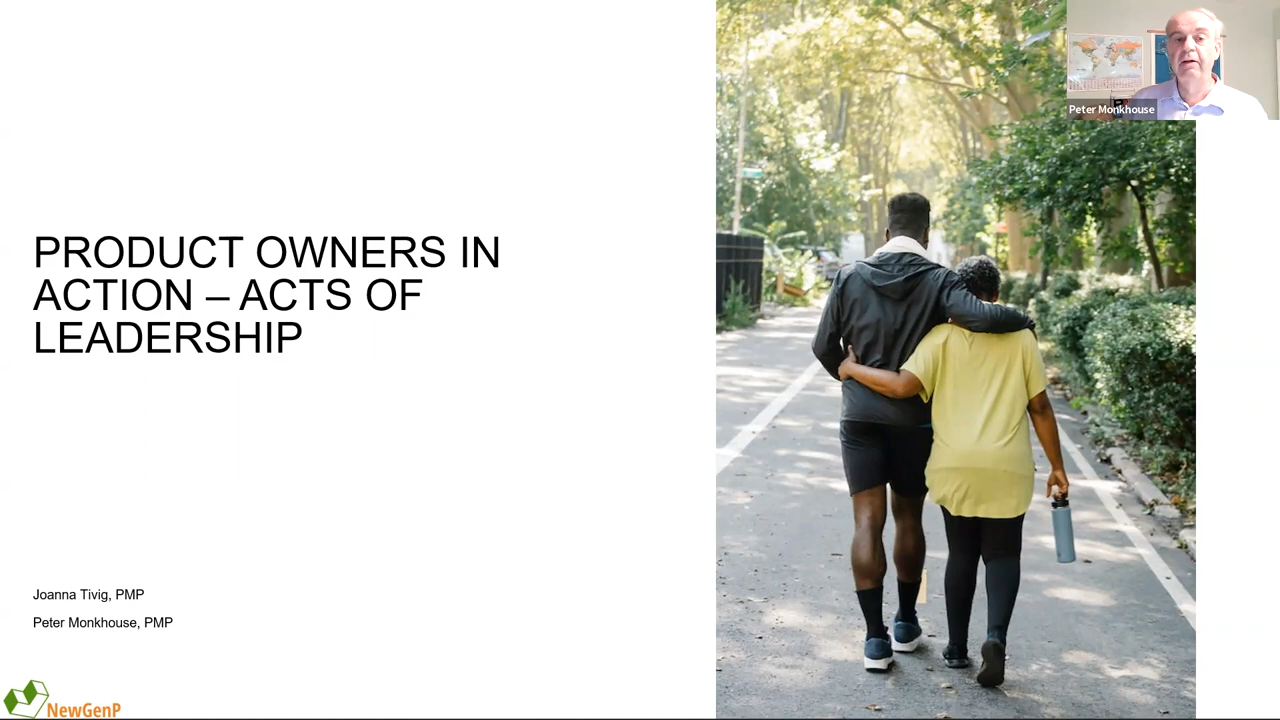 PRODUCT OWNERS IN
ACTION – ACTS OF
LEADERSHIP
Joanna Tivig, PMP
Peter Monkhouse, PMP
NewGenP
Peter Monkhouse